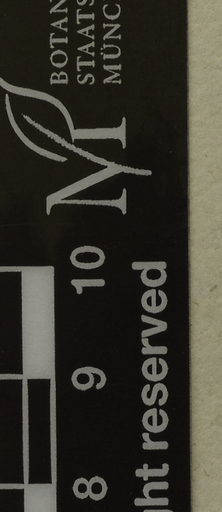 BOTAN
STAATS
MÜNC
M
8 9 10
ght reserved